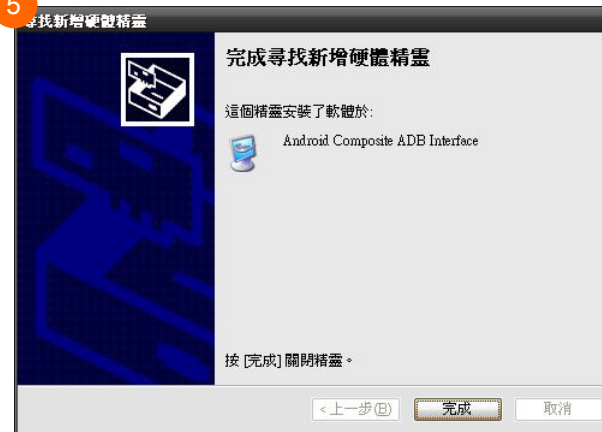 5
尋找新增硬體精靈
完成尋找新增硬體精靈
這個精靈安裝了軟體於:
Android Composite ADB Interface
按 [完成] 關閉精靈。
<上一步(B)
完成
取消